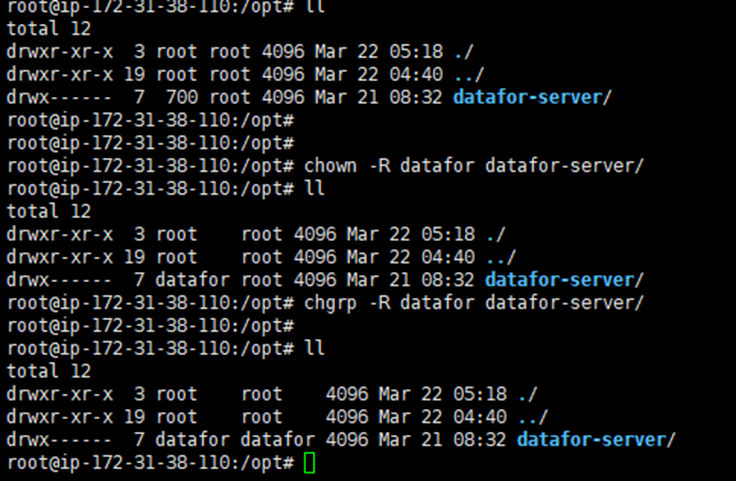 root@ip-172-31-38-110:/opt# ll
total 12
drwxr-xr-x  3 root root 4096 Mar 22 05:18 ./
drwxr-xr-x 19 root root 4096 Mar 22 04:40 ../
drwx------  7  700 root 4096 Mar 21 08:32 datafor-server/
root@ip-172-31-38-110:/opt#
root@ip-172-31-38-110:/opt#
root@ip-172-31-38-110:/opt# chown -R datafor datafor-server/
root@ip-172-31-38-110:/opt# ll
total 12
drwxr-xr-x  3 root    root 4096 Mar 22 05:18 ./
drwxr-xr-x 19 root    root 4096 Mar 22 04:40 ../
drwx------  7 datafor root 4096 Mar 21 08:32 datafor-server/
root@ip-172-31-38-110:/opt# chgrp -R datafor datafor-server/
root@ip-172-31-38-110:/opt#
root@ip-172-31-38-110:/opt# ll
total 12
drwxr-xr-x  3 root    root    4096 Mar 22 05:18 ./
drwxr-xr-x 19 root    root    4096 Mar 22 04:40 ../
drwx------  7 datafor datafor 4096 Mar 21 08:32 datafor-server/
root@ip-172-31-38-110:/opt#